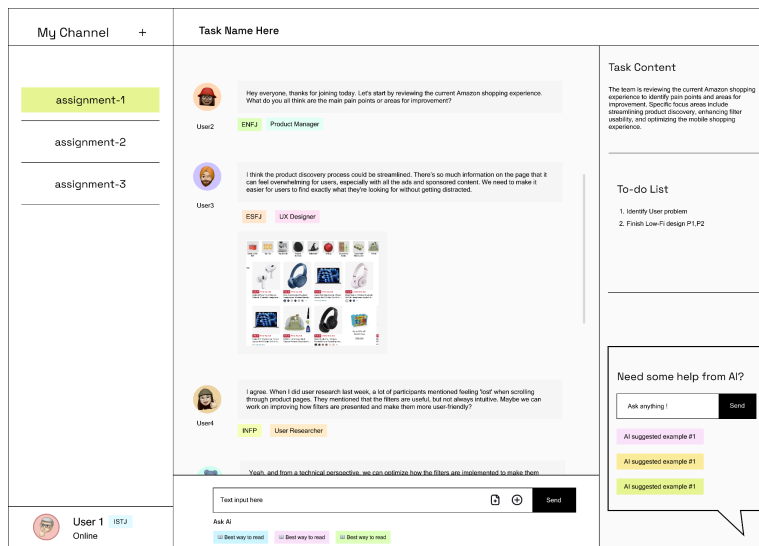 My Channel +
Task Name Here
assignment-1
assignment-2
assignment-3
User 1 ISTJ
Online
Hey everyone, thanks for joining today. Let's start by reviewing the current Amazon shopping experience.
What do you all think are the main pain points or areas for improvement?
User2
ENFJ Product Manager
I think the product discovery process could be streamlined. There's so much information on the page that it
can feel overwhelming for users, especially with all the ads and sponsored content. We need to make it
easier for users to find exactly what they're looking for without getting distracted.
User3
ESFJ UX Designer
I agree. When I did user research last week, a lot of participants mentioned feeling 'lost' when scrolling
through product pages. They mentioned that the filters are useful, but not always intuitive. Maybe we can
work on improving how filters are presented and make them more user-friendly?
User4
INFP User Researcher
Yeah, and from a technical perspective, we can optimize how the filters are implemented to make them
Text input here
Send
Ask Ai
Best way to read Best way to read Best way to read
Task Content
The team is reviewing the current Amazon shopping
experience to identify pain points and areas for
improvement. Specific focus areas include
streamlining product discovery, enhancing filter
usability, and optimizing the mobile shopping
experience.
To-do List
1. Identify User problem
2. Finish Low-Fi design P1,P2
Need some help from AI?
Ask anything !
Send
AI suggested example #1
AI suggested example #1
AI suggested example #1